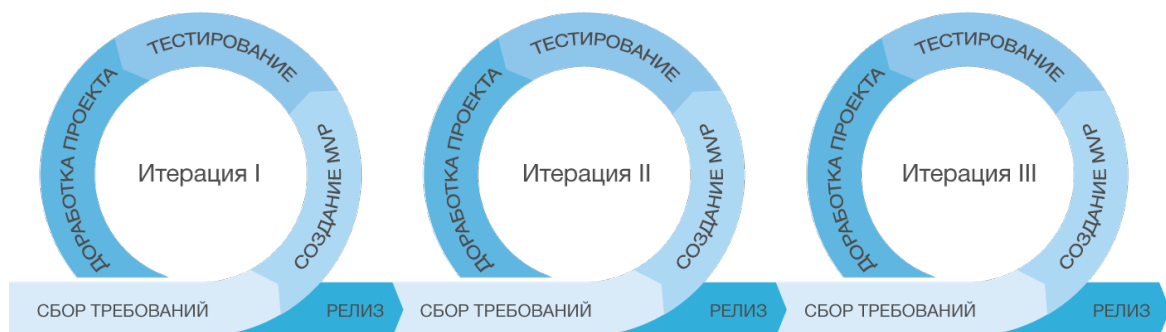 ТЕСТИРОВАНИЕ
ДОРАБОТКА ПРОЕКТА
Итерация I
СОЗДАНИЕ MVP
СБОР ТРЕБОВАНИЙ
РЕЛИЗ
ТЕСТИРОВАНИЕ
ДОРАБОТКА ПРОЕКТА
Итерация II
СОЗДАНИЕ MVP
СБОР ТРЕБОВАНИЙ
РЕЛИЗ
ТЕСТИРОВАНИЕ
ДОРАБОТКА ПРОЕКТА
Итерация III
СОЗДАНИЕ MVP
СБОР ТРЕБОВАНИЙ
РЕЛИЗ